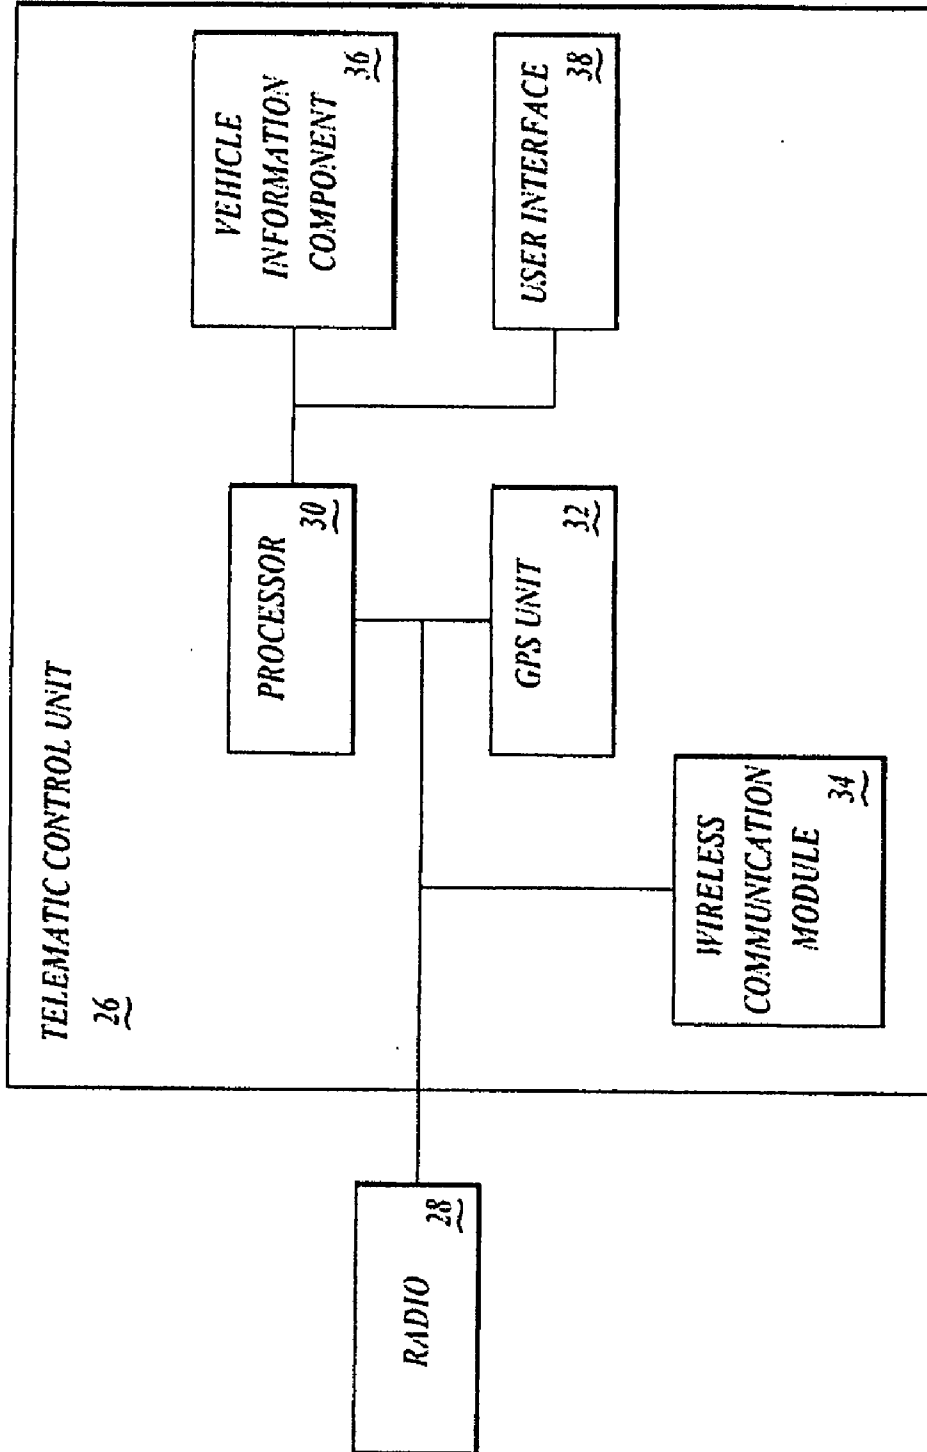 TELEMATIC CONTROL UNIT
26
RADIO
28
PROCESSOR
30
VEHICLE
INFORMATION
COMPONENT
36
GPS UNIT
32
USER INTERFACE
38
WIRELESS
COMMUNICATION
MODULE
34